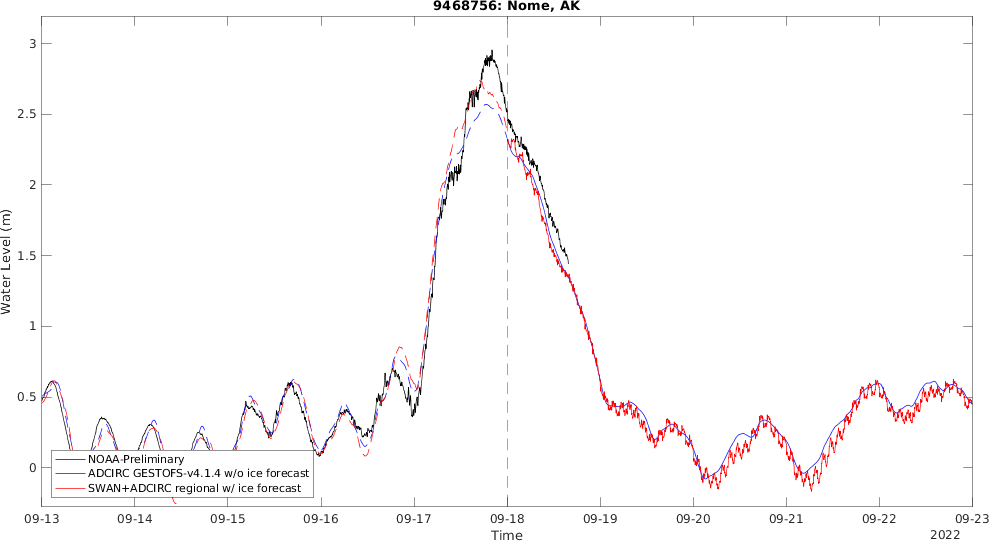 9468756: Nome, AK
Water Level (m)
3
2.5
2
1.5
1
0.5
0
NOAA-Preliminary
ADCIRC GESTOFS-v4.1.4 w/o ice forecast
SWAN+ADCIRC regional w/ ice forecast
09-13 09-14 09-15 09-16 09-17 09-18 09-19 09-20 09-21 09-22 09-23
Time
2022